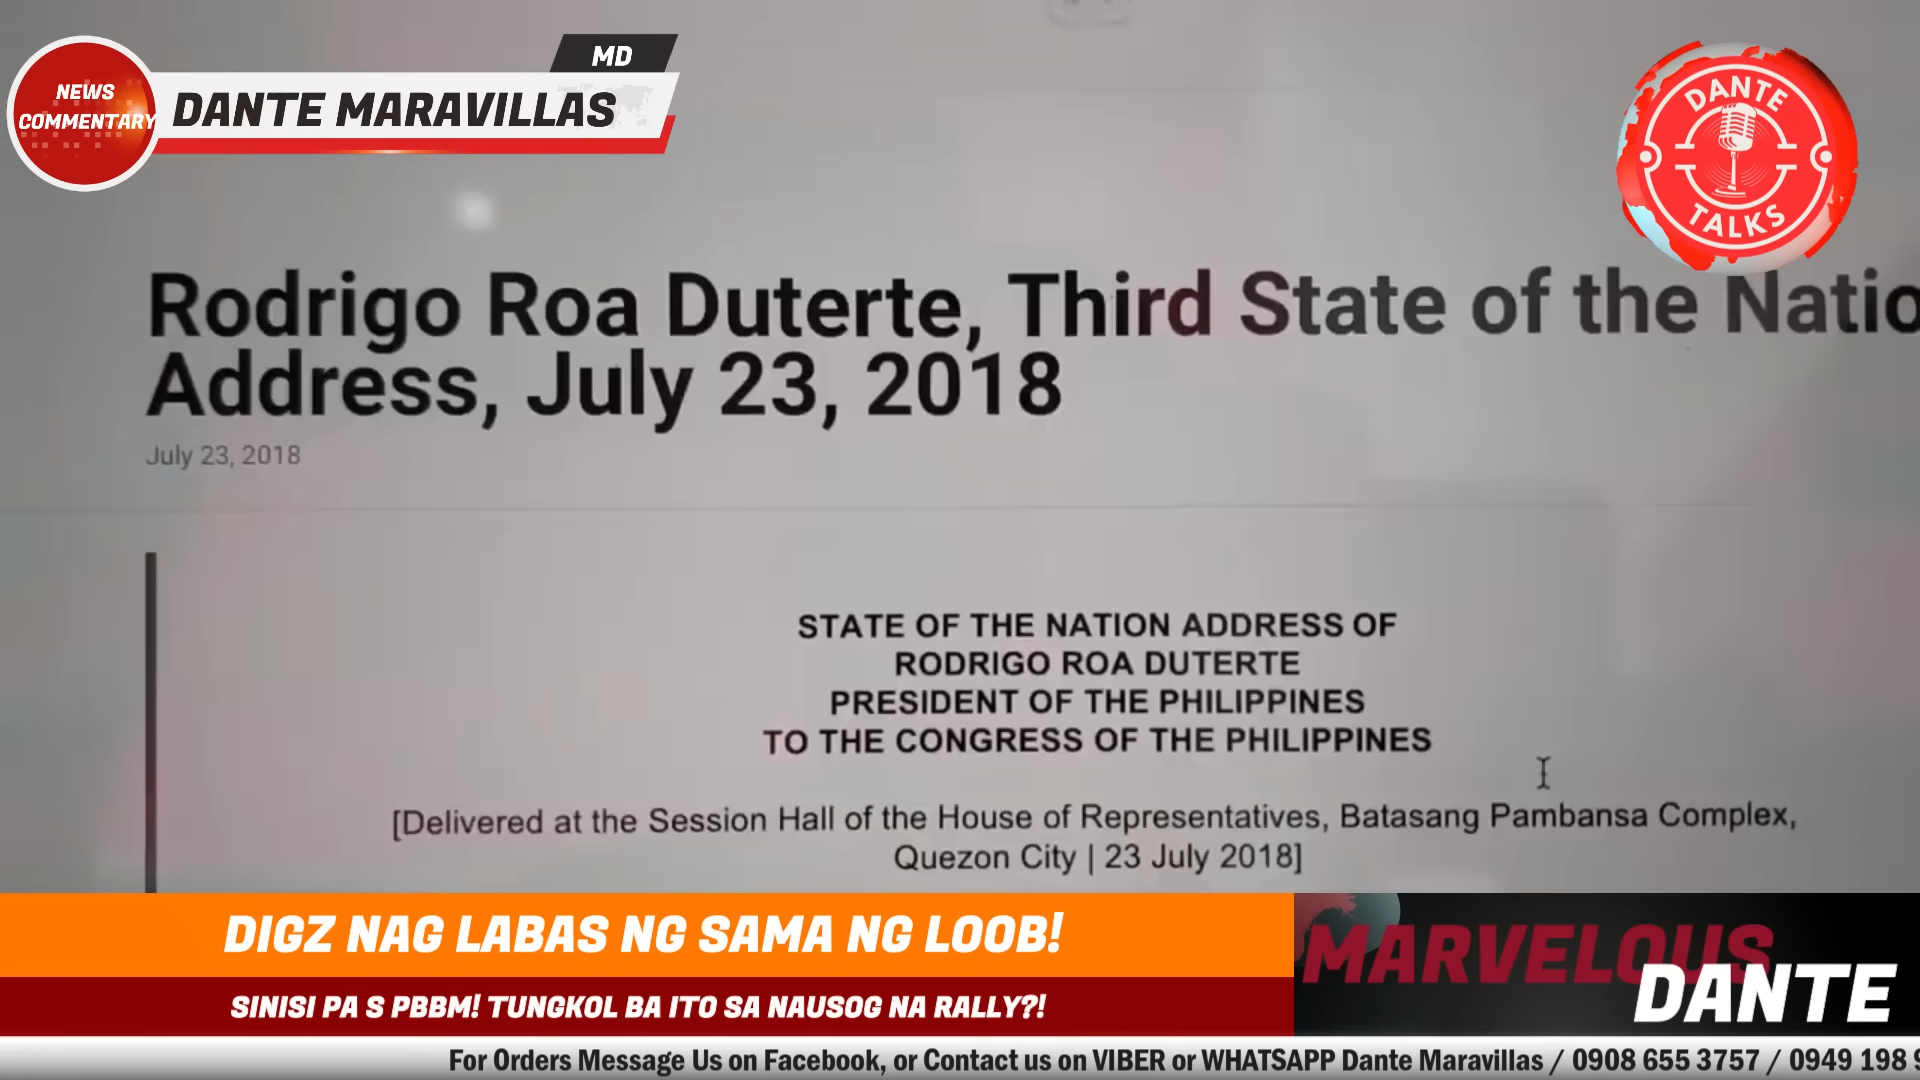 MD
NEWS
COMMENTARY
DANTE MARAVILLAS
DANTE
TALKS
Rodrigo Roa Duterte, Third State of the Natio
Address, July 23, 2018
July 23, 2018
STATE OF THE NATION ADDRESS OF
RODRIGO ROA DUTERTE
PRESIDENT OF THE PHILIPPINES
TO THE CONGRESS OF THE PHILIPPINES
[Delivered at the Session Hall of the House of Representatives, Batasang Pambansa Complex,
Quezon City | 23 July 2018]
DIGZ NAG LABAS NG SAMA NG LOOB!
SINISI PA S PBBM! TUNGKOL BA ITO SA NAUSOG NA RALLY?!
MARVELOUS
DANTE
For Orders Message Us on Facebook, or Contact us on VIBER or WHATSAPP Dante Maravillas / 0908 655 3757 / 0949 198 9